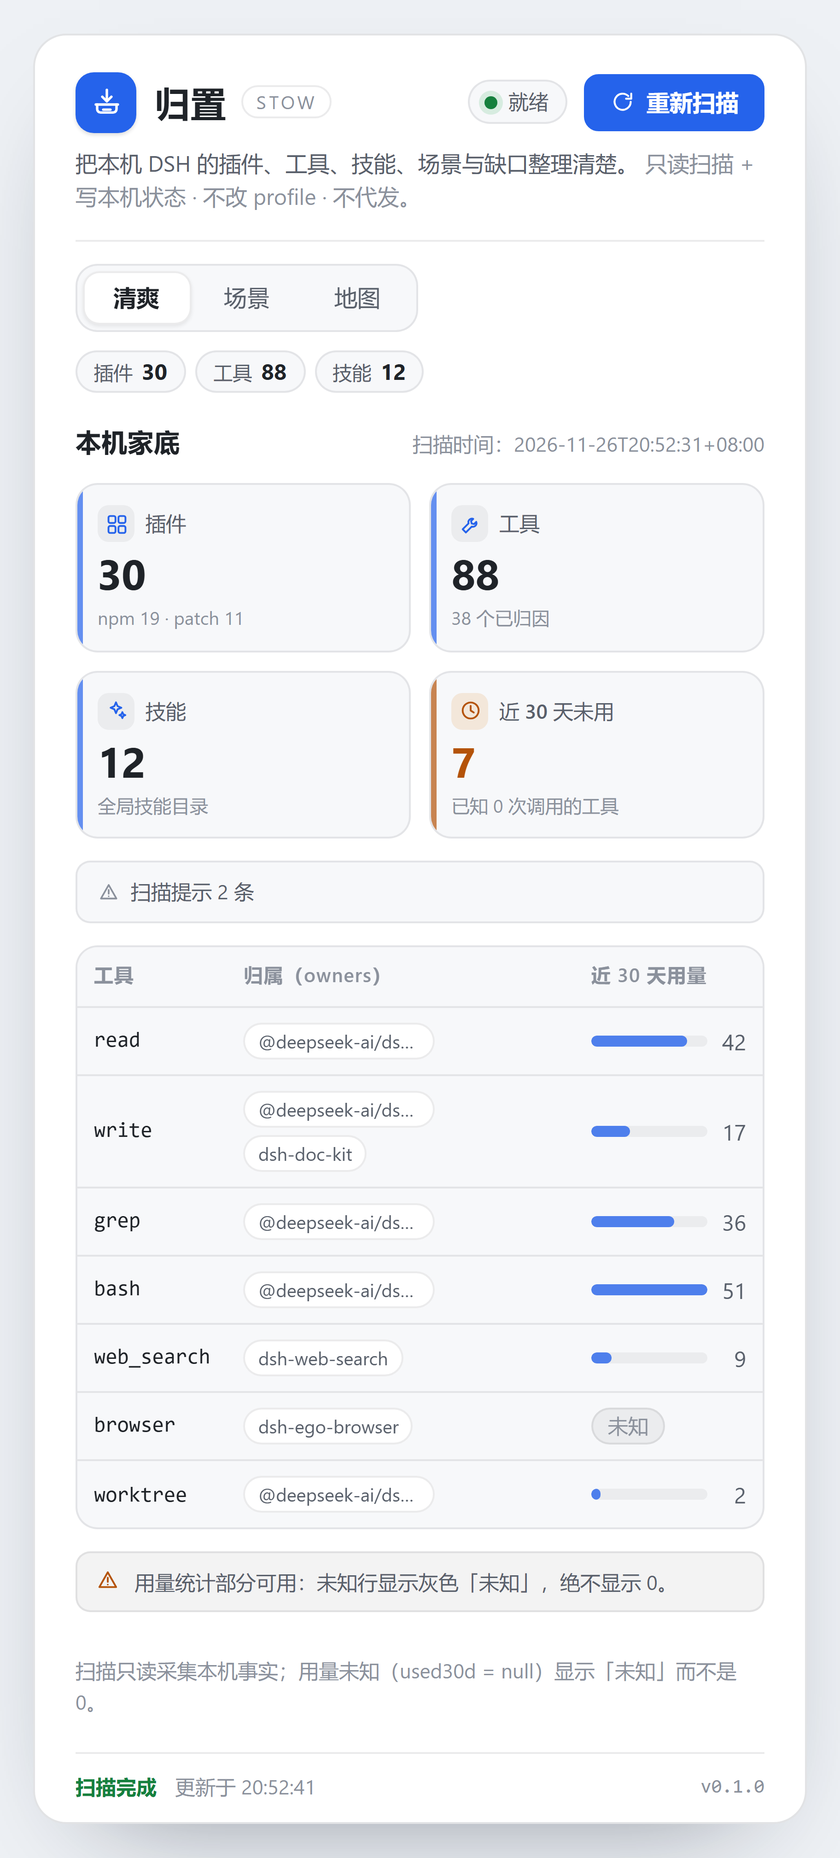 归置 STOW 就绪 重新扫描
把本机 DSH 的插件、工具、技能、场景与缺口整理清楚。 只读扫描 +
写本机状态 · 不改 profile · 不代发。
清爽 场景 地图
插件 30 工具 88 技能 12
本机家底 扫描时间：2026-11-26T20:52:31+08:00
插件 工具
30 88
npm 19 · patch 11 38 个已归因
技能 近 30 天未用
12 7
全局技能目录 已知 0 次调用的工具
扫描提示 2 条
工具 归属（owners） 近 30 天用量
read @deepseek-ai/ds... 42
write @deepseek-ai/ds... 17
dsh-doc-kit
grep @deepseek-ai/ds... 36
bash @deepseek-ai/ds... 51
web_search dsh-web-search 9
browser dsh-ego-browser 未知
worktree @deepseek-ai/ds... 2
用量统计部分可用：未知行显示灰色「未知」，绝不显示 0。
扫描只读采集本机事实；用量未知（used30d = null）显示「未知」而不是
0。
扫描完成 更新于 20:52:41 v0.1.0